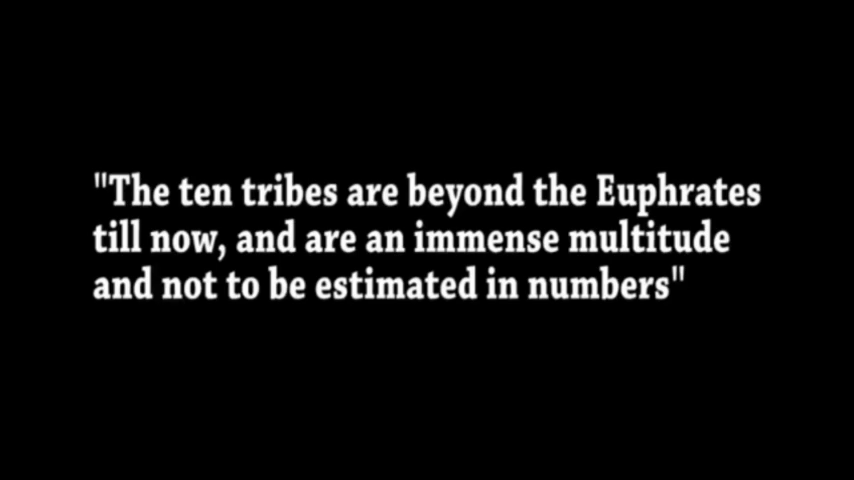 "The ten tribes are beyond the Euphrates
till now, and are an immense multitude
and not to be estimated in numbers"